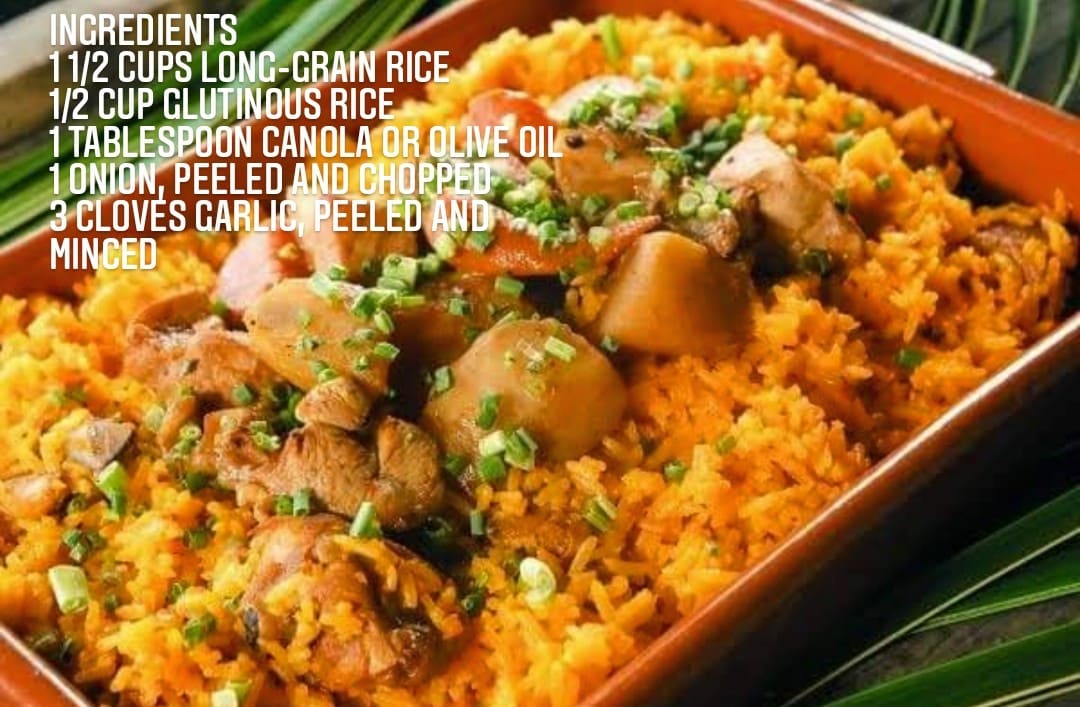 INGREDIENTS
1 1/2 CUPS LONG-GRAIN RICE
1/2 CUP GLUTINOUS RICE
1 TABLESPOON CANOLA OR OLIVE OIL
1 ONION, PEELED AND CHOPPED
3 CLOVES GARLIC, PEELED AND
MINCED